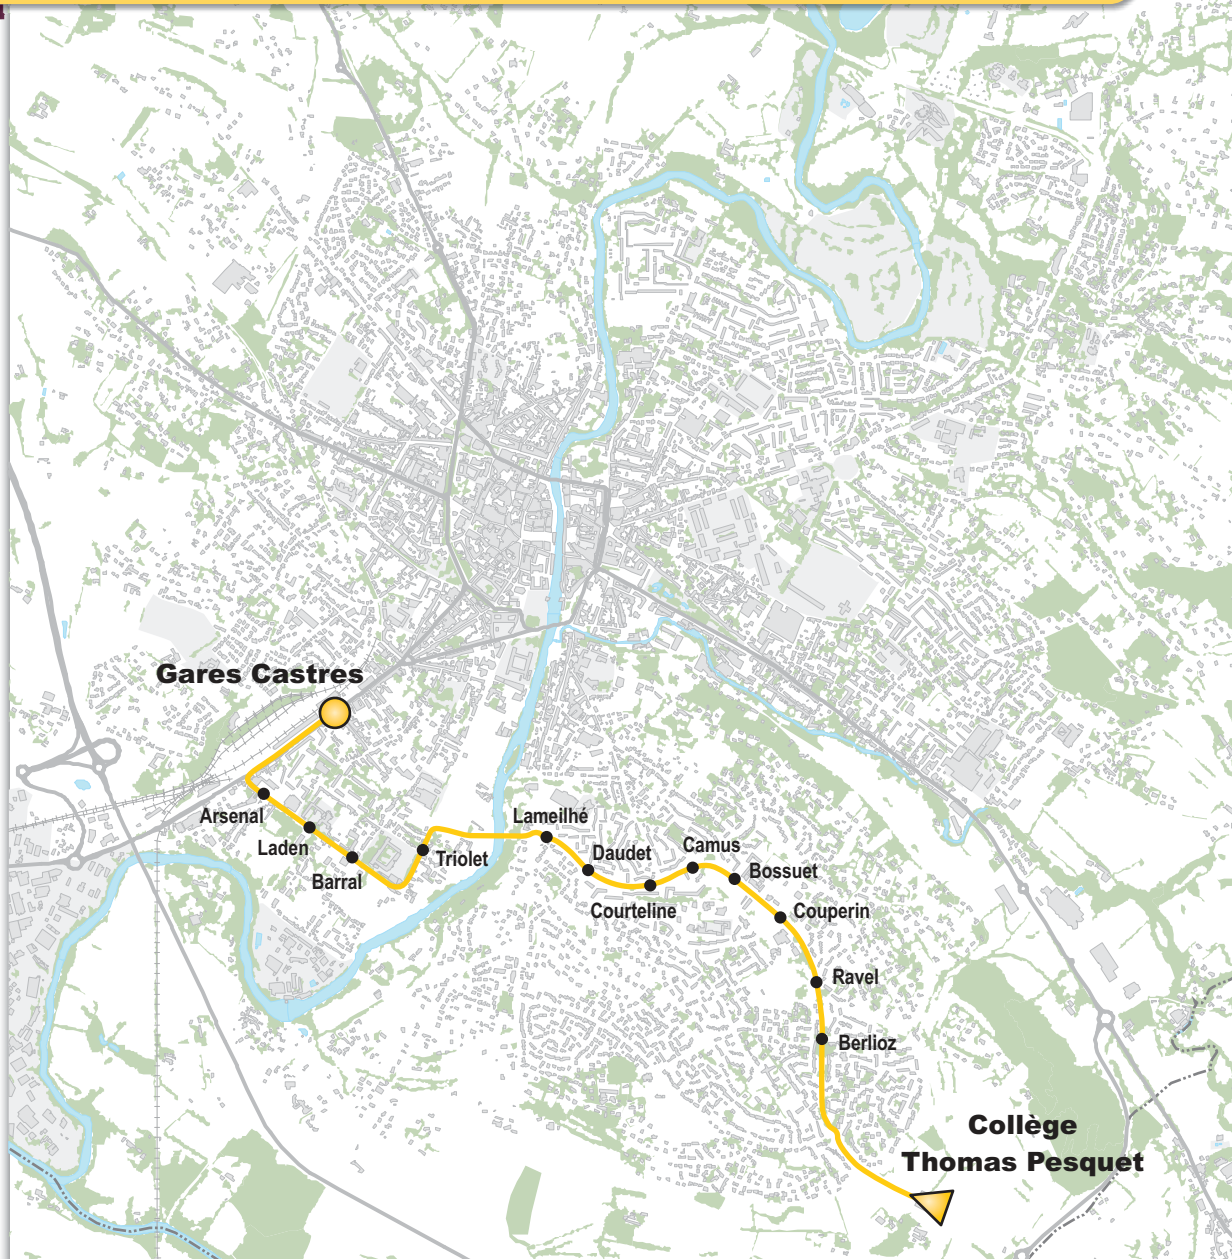 Gares Castres
Arsenal
Laden
Barral
Triolet
Lameilhé
Daudet
Courteline
Camus
Bossuet
Couperin
Ravel
Berlioz
Collège
Thomas Pesquet